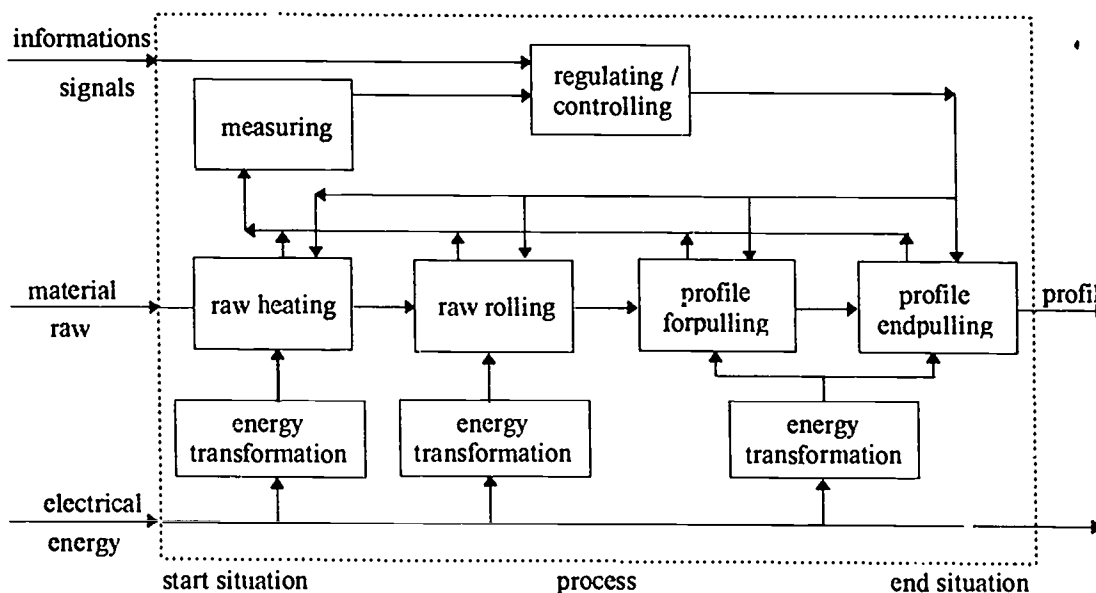 informations
signals
regulating /
controlling
measuring
material
raw
raw heating
raw rolling
profile
forpulling
profile
endpulling
profile
energy
transformation
energy
transformation
energy
transformation
electrical
energy
start situation
process
end situation